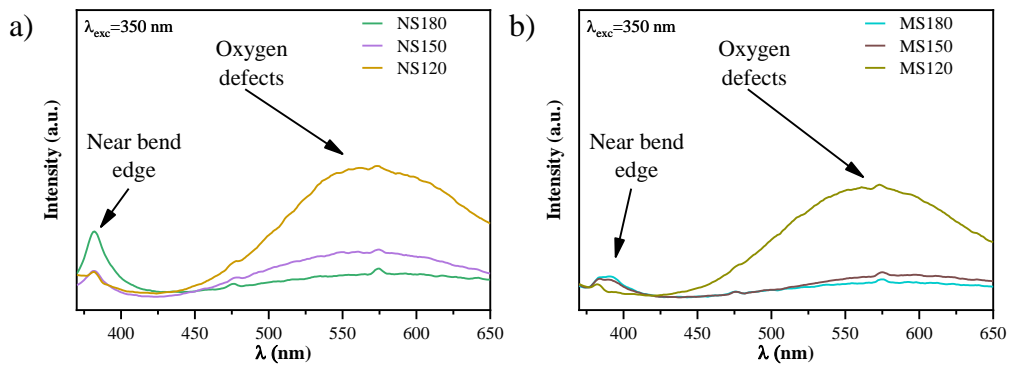 a)
λexc=350 nm
NS180
NS150
NS120
Oxygen
defects
Near bend
edge
Intensity (a.u.)
400 450 500 550 600 650
λ (nm)
b)
λexc=350 nm
MS180
MS150
MS120
Oxygen
defects
Near bend
edge
Intensity (a.u.)
400 450 500 550 600 650
λ (nm)